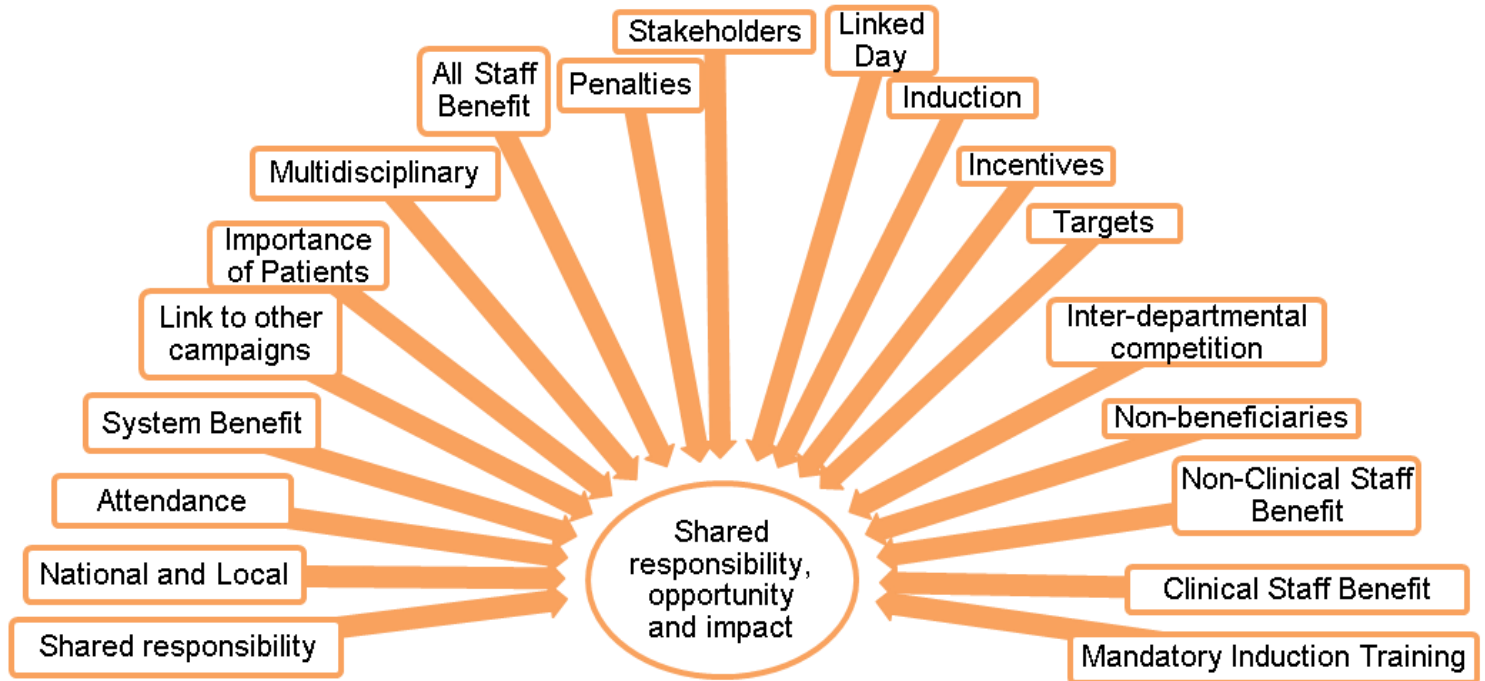 Stakeholders
Linked
Day
All Staff
Benefit
Penalties
Induction
Multidisciplinary
Incentives
Importance
of Patients
Targets
Link to other
campaigns
Inter-departmental
competition
System Benefit
Non-beneficiaries
Attendance
Non-Clinical Staff
Benefit
National and Local
Clinical Staff Benefit
Shared responsibility
Mandatory Induction Training
Shared
responsibility,
opportunity
and impact